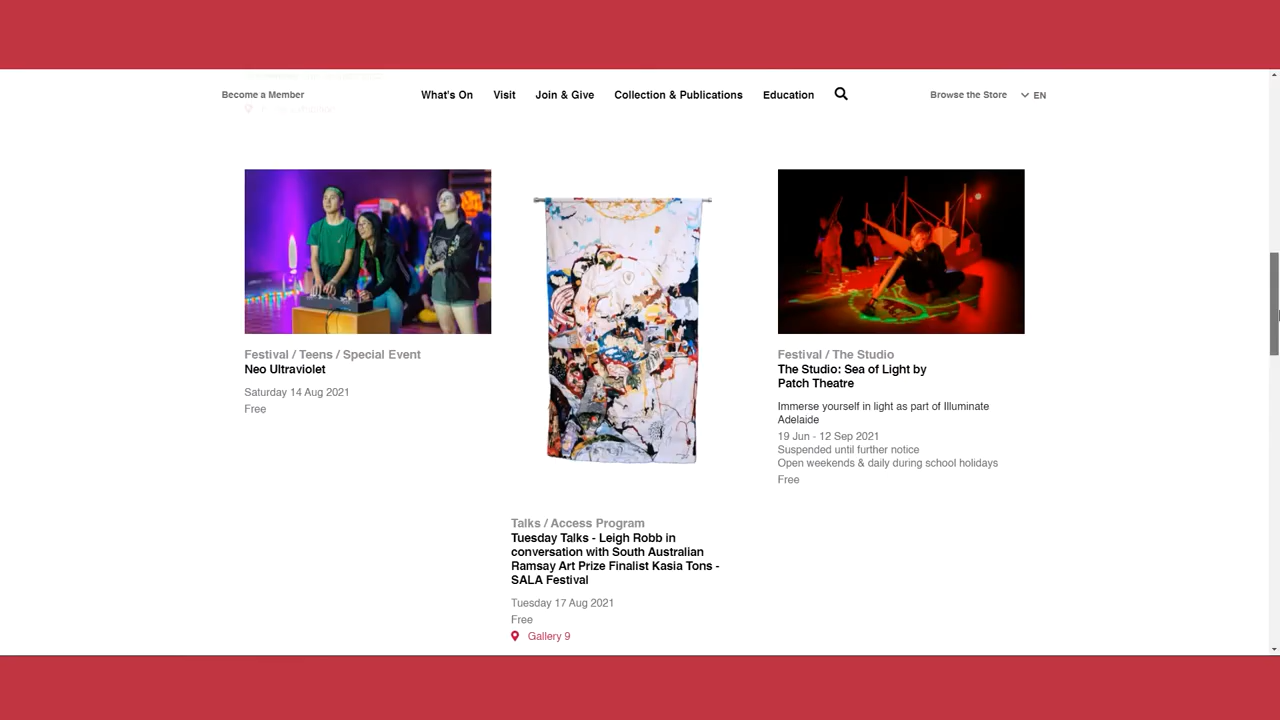 Become a Member
What's On
Visit
Join & Give
Collection & Publications
Education
Browse the Store
EN
Festival / Teens / Special Event
Neo Ultraviolet
Saturday 14 Aug 2021
Free
Talks / Access Program
Tuesday Talks - Leigh Robb in
conversation with South Australian
Ramsay Art Prize Finalist Kasia Tons -
SALA Festival
Tuesday 17 Aug 2021
Free
Gallery 9
Festival / The Studio
The Studio: Sea of Light by
Patch Theatre
Immerse yourself in light as part of Illuminate
Adelaide
19 Jun - 12 Sep 2021
Suspended until further notice
Open weekends & daily during school holidays
Free